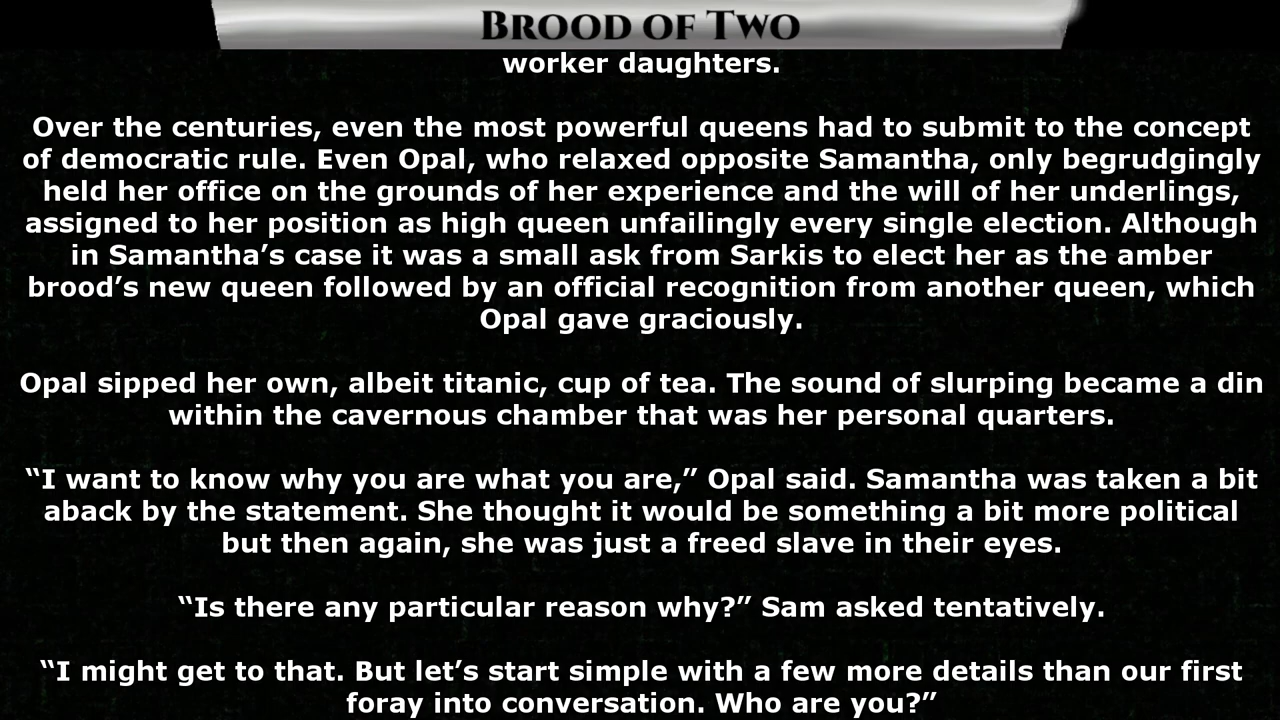 Brood of Two
worker daughters.
Over the centuries, even the most powerful queens had to submit to the concept
of democratic rule. Even Opal, who relaxed opposite Samantha, only begrudgingly
held her office on the grounds of her experience and the will of her underlings,
assigned to her position as high queen unfailingly every single election. Although
in Samantha’s case it was a small ask from Sarkis to elect her as the amber
brood’s new queen followed by an official recognition from another queen, which
Opal gave graciously.
Opal sipped her own, albeit titanic, cup of tea. The sound of slurping became a din
within the cavernous chamber that was her personal quarters.
“I want to know why you are what you are,” Opal said. Samantha was taken a bit
aback by the statement. She thought it would be something a bit more political
but then again, she was just a freed slave in their eyes.
“Is there any particular reason why?” Sam asked tentatively.
“I might get to that. But let’s start simple with a few more details than our first
foray into conversation. Who are you?”